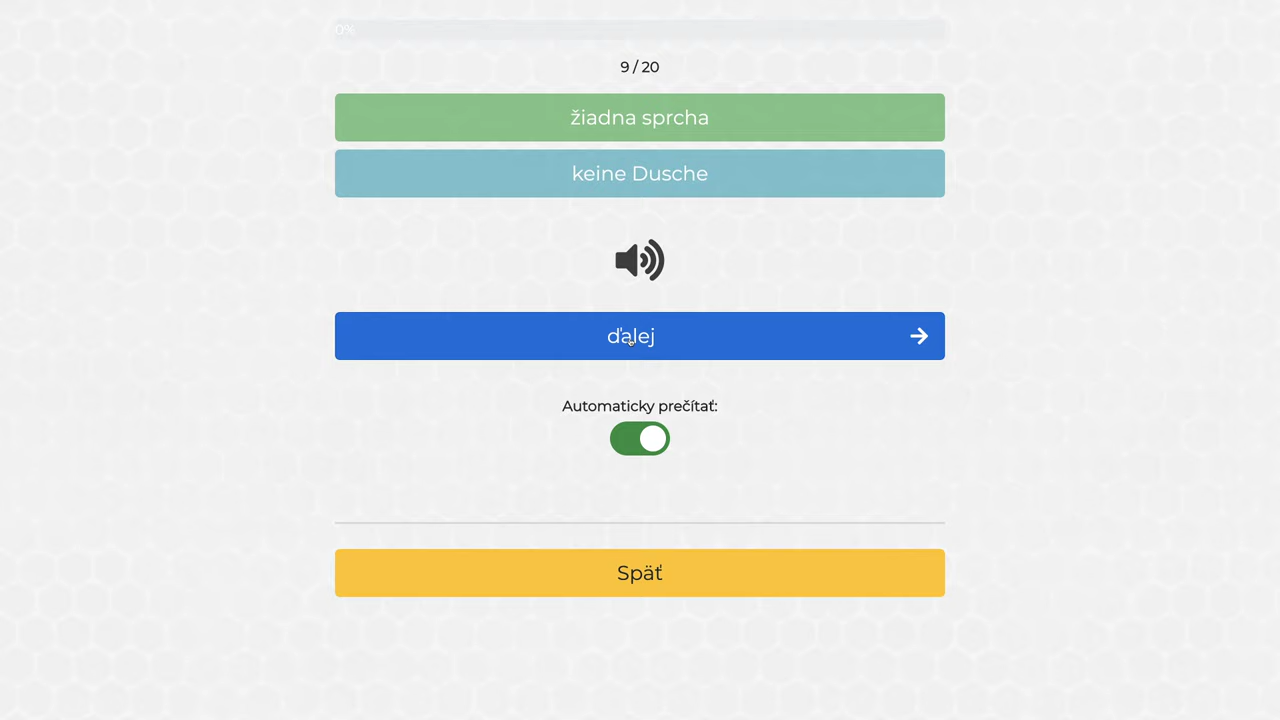 0%
9 / 20
žiadna sprcha
keine Dusche
ďalej
Automaticky prečítať:
Späť